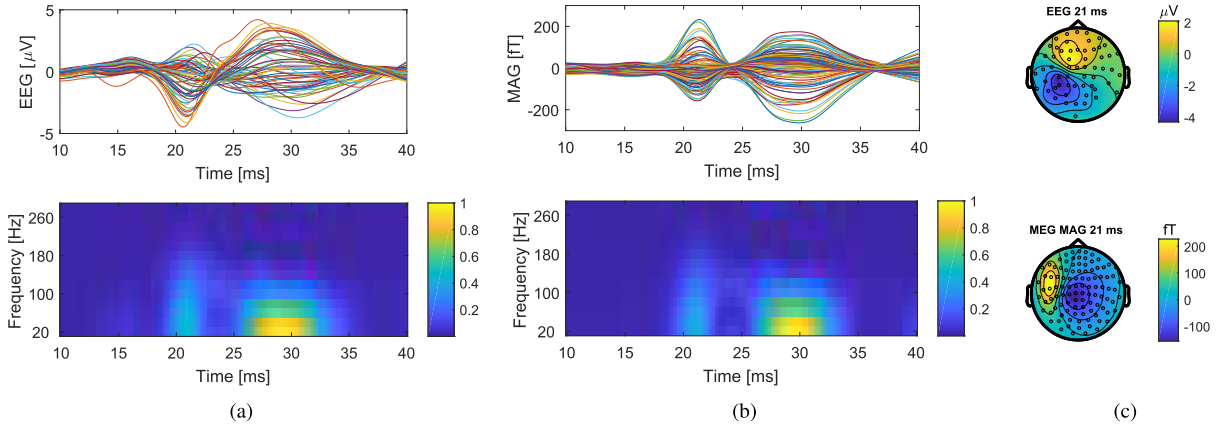 5
0
-5
EEG [μV]
10 15 20 25 30 35 40
Time [ms]
260
180
100
20
Frequency [Hz]
10 15 20 25 30 35 40
Time [ms]
1
0.8
0.6
0.4
0.2
(a)
200
0
-200
MAG [fT]
10 15 20 25 30 35 40
Time [ms]
260
180
100
20
Frequency [Hz]
10 15 20 25 30 35 40
Time [ms]
1
0.8
0.6
0.4
0.2
(b)
EEG 21 ms
μV
2
0
-2
-4
MEG MAG 21 ms
fT
200
100
0
-100
(c)